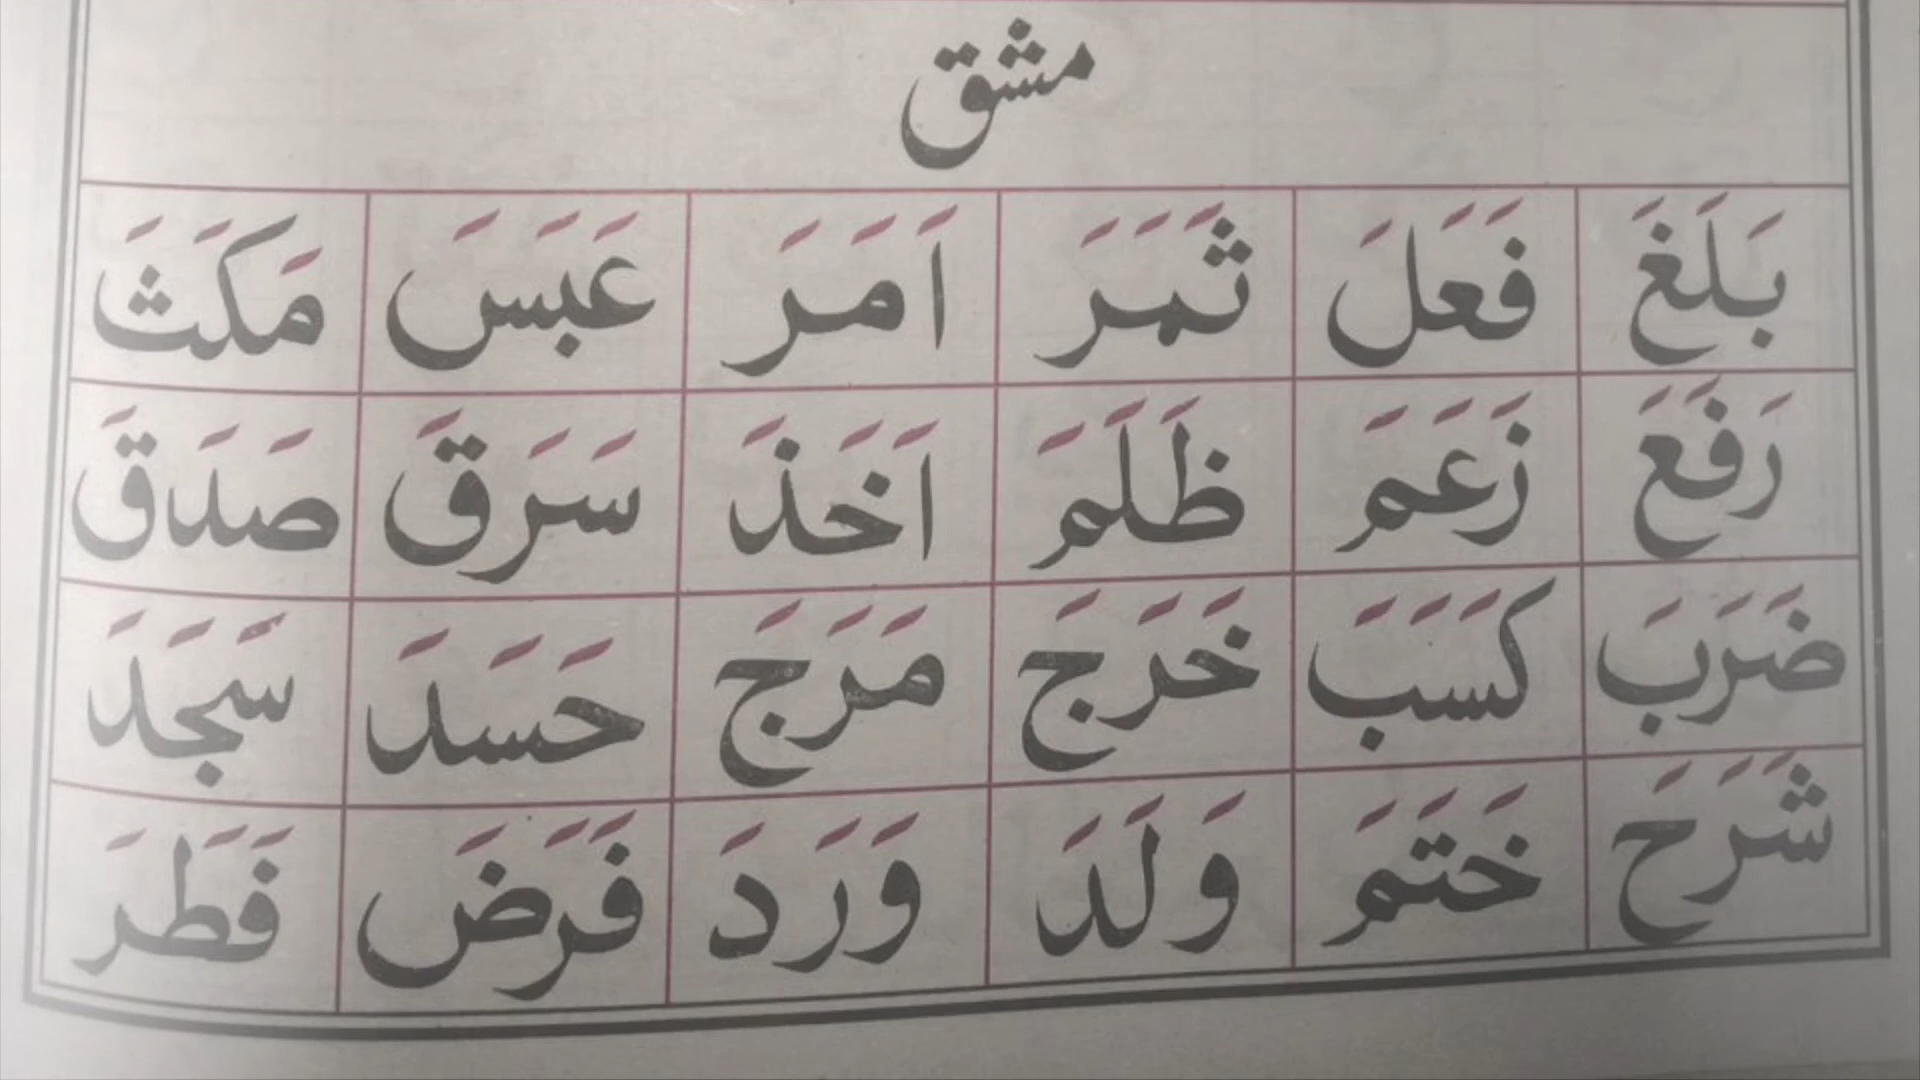 مشق
بَلَغَ فَعَلَ ثَمَرَ اَمَرَ عَبَسَ مَكَثَ
رَفَعَ زَعَمَ ظَلَمَ اَخَذَ سَرَقَ صَدَقَ
ضَرَبَ كَسَبَ خَرَجَ مَرَجَ حَسَدَ سَجَدَ
شَرَحَ خَتَمَ وَلَدَ وَرَدَ فَرَضَ فَطَرَ